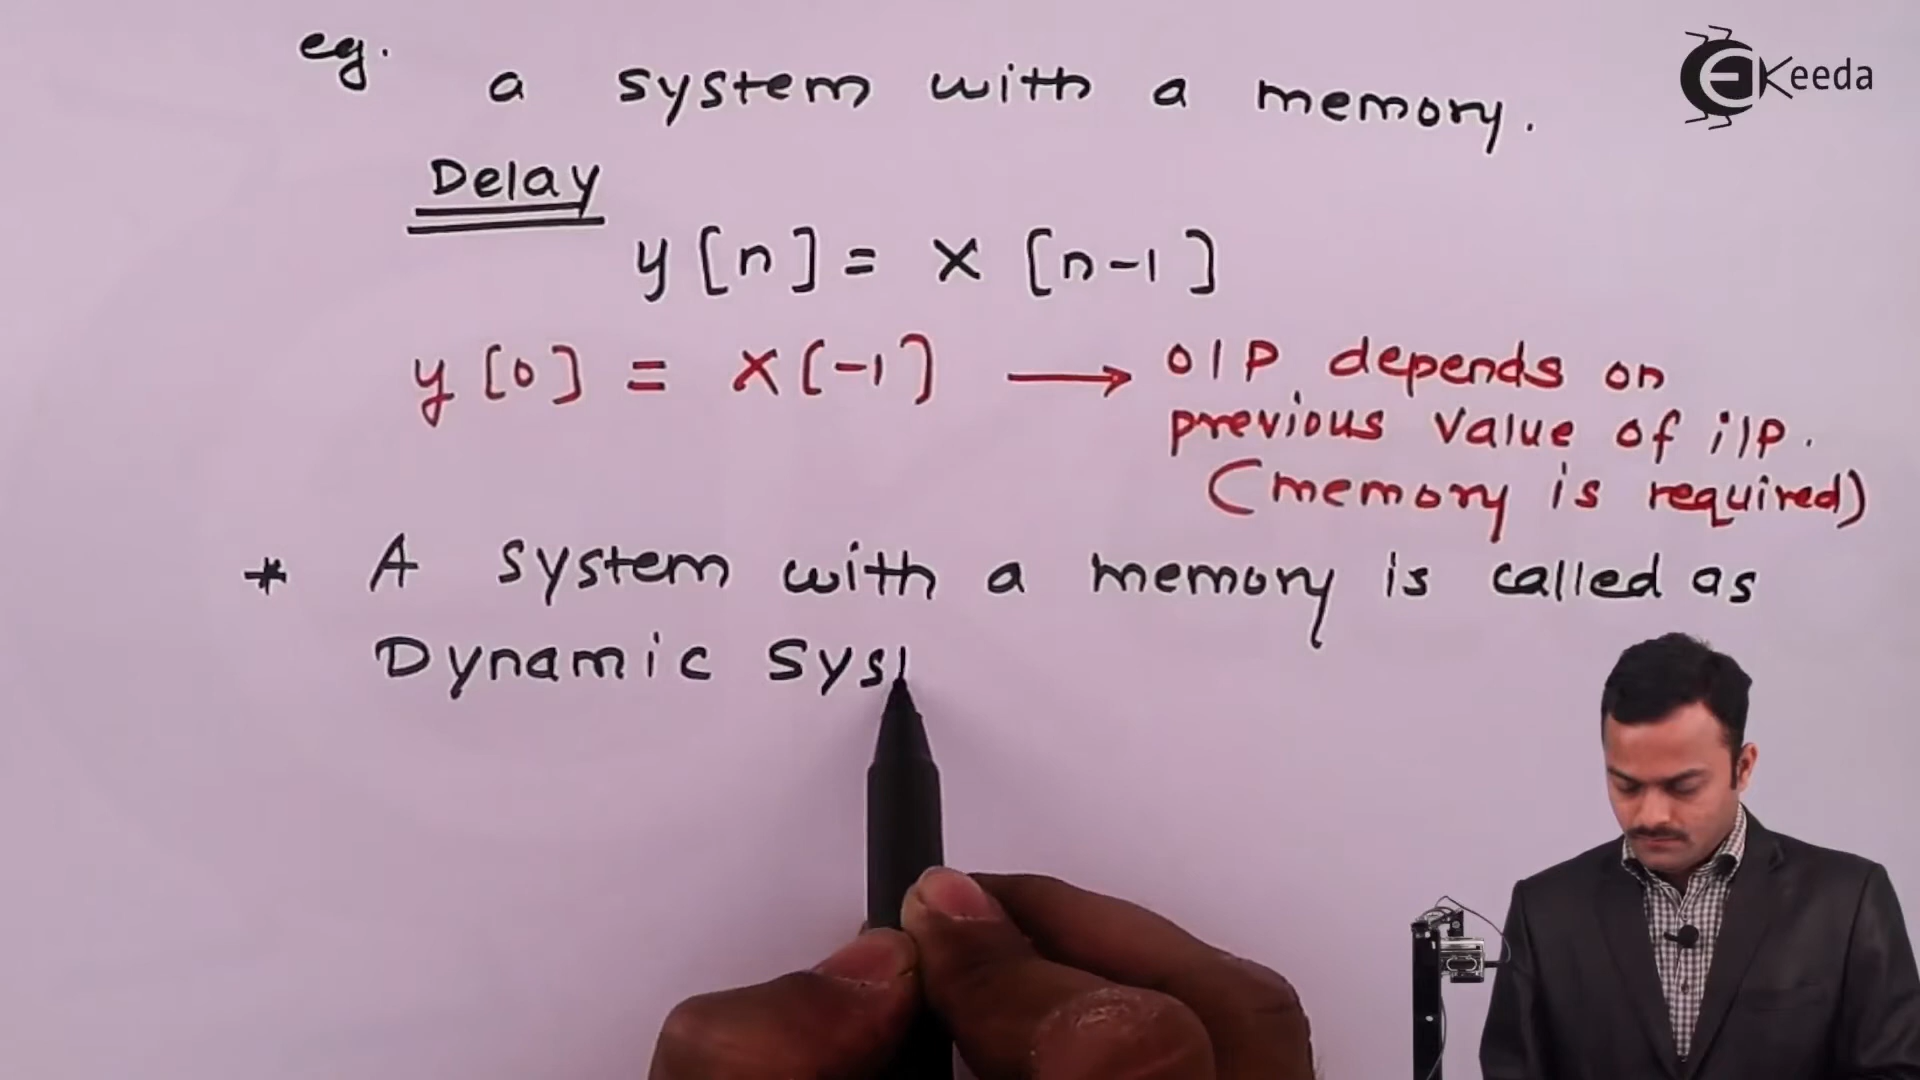 eg. a system with a memory.
EKeeda
Delay
y[n] = x[n-1]
y[0] = x[-1] → O/P depends on
previous value of i/p.
(memory is required)
* A system with a memory is called as
Dynamic Sys